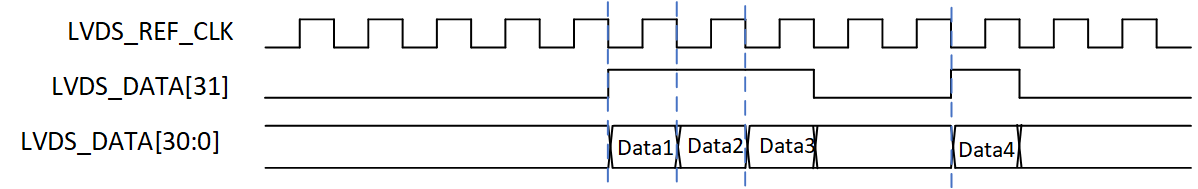 LVDS_REF_CLK
LVDS_DATA[31]
LVDS_DATA[30:0]
Data1 Data2 Data3 Data4